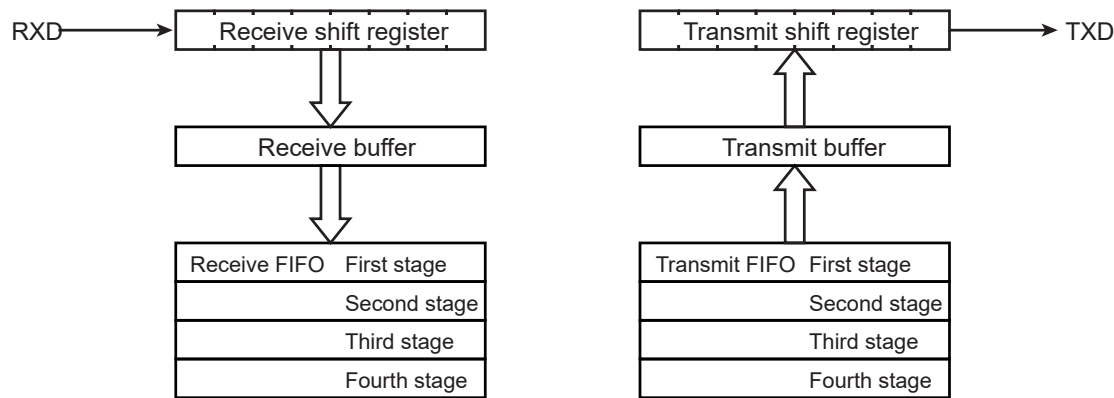 RXD
Receive shift register
Receive buffer
Receive FIFO First stage
Second stage
Third stage
Fourth stage
Transmit shift register
TXD
Transmit buffer
Transmit FIFO First stage
Second stage
Third stage
Fourth stage